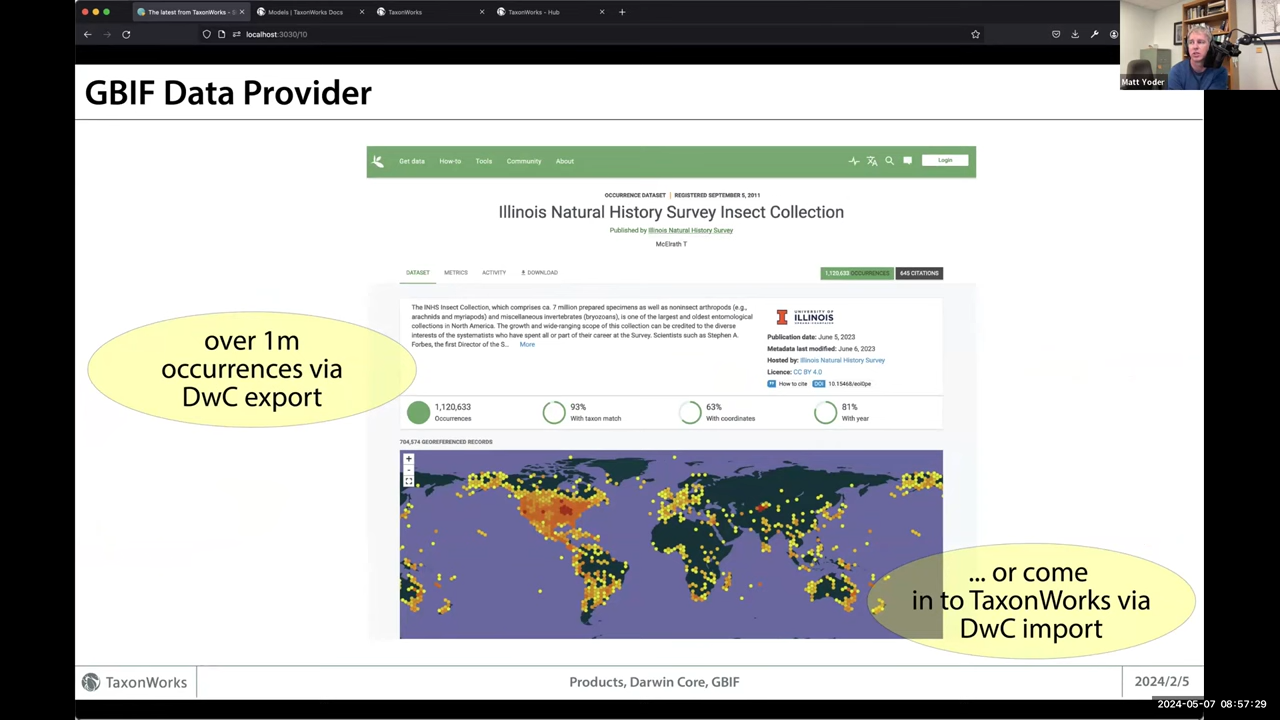 The latest from TaxonWorks - G
Models | TaxonWorks Docs
TaxonWorks
TaxonWorks - Hub
localhost:3030/10
Matt Yoder
GBIF Data Provider
Get data How-to Tools Community About
Login
OCCURRENCE DATASET | REGISTERED SEPTEMBER 5, 2011
Illinois Natural History Survey Insect Collection
Published by Illinois Natural History Survey
McElrath T
DATASET METRICS ACTIVITY DOWNLOAD
1,120,633 OCCURRENCES 645 CITATIONS
The INHS Insect Collection, which comprises ca. 7 million prepared specimens as well as noninsect arthropods (e.g.,
arachnids and myriapods) and miscellaneous invertebrates (bryozoans), is one of the largest and oldest entomological
collections in North America. The growth and wide-ranging scope of this collection can be credited to the diverse
interests of the systematists who have spent all or part of their career at the Survey. Scientists such as Stephen A.
Forbes, the first Director of the S... More
UNIVERSITY OF
ILLINOIS
Publication date: June 5, 2023
Metadata last modified: June 6, 2023
Hosted by: Illinois Natural History Survey
Licence: CC BY 4.0
How to cite DOI 10.15468/eol0pe
over 1m
occurrences via
DwC export
1,120,633
Occurrences
93%
With taxon match
63%
With coordinates
81%
With year
704,574 GEOREFERENCED RECORDS
+
-
... or come
in to TaxonWorks via
DwC import
TaxonWorks
Products, Darwin Core, GBIF
2024/2/5
2024-05-07 08:57:29